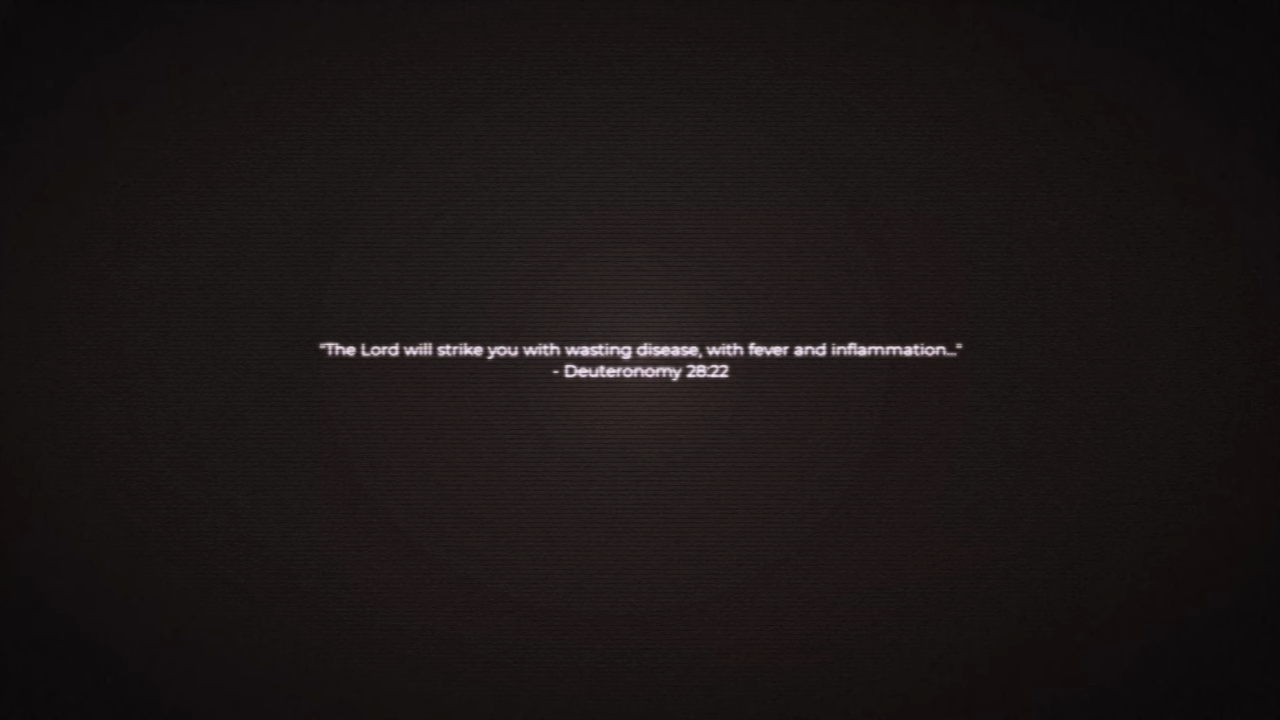 "The Lord will strike you with wasting disease, with fever and inflammation..."
- Deuteronomy 28:22